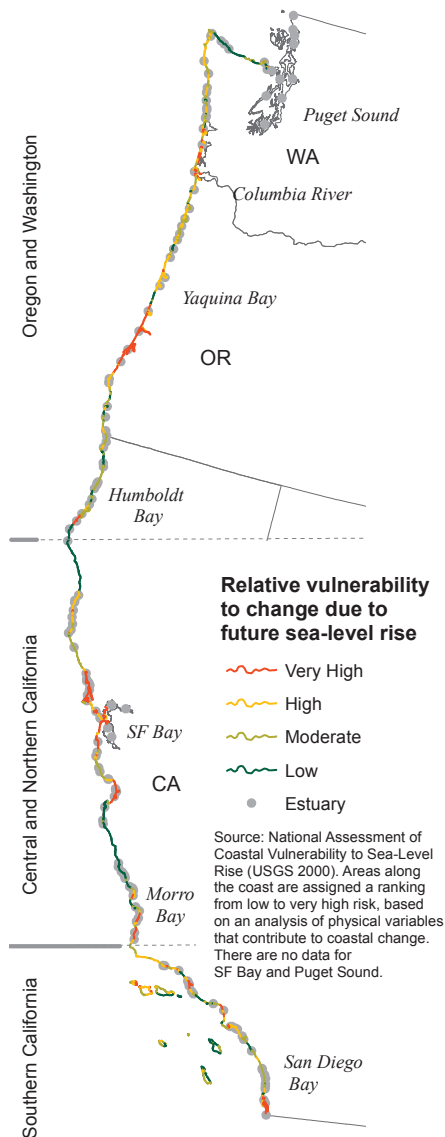 Puget Sound
WA
Columbia River
Oregon and Washington
Yaquina Bay
OR
Humboldt
Bay
Relative vulnerability
to change due to
future sea-level rise
Very High
High
Moderate
Low
Estuary
Central and Northern California
SF Bay
CA
Source: National Assessment of
Coastal Vulnerability to Sea-Level
Rise (USGS 2000). Areas along
the coast are assigned a ranking
from low to very high risk, based
on an analysis of physical variables
that contribute to coastal change.
There are no data for
SF Bay and Puget Sound.
Morro
Bay
Southern California
San Diego
Bay